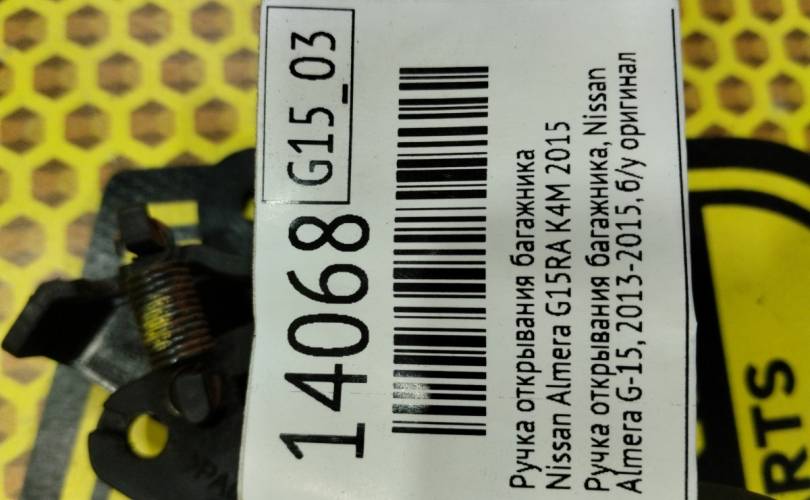 14068 G15_03
Ручка открывания багажника
Nissan Almera G15RA K4M 2015
Ручка открывания багажника, Nissan
Almera G-15, 2013-2015, б/у оригинал
RTS